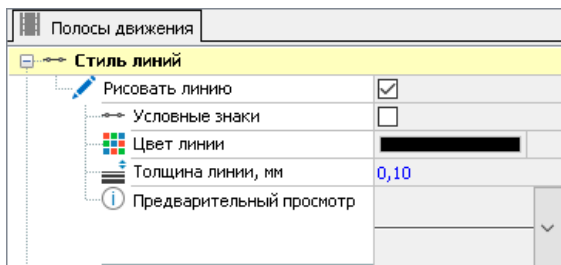 Полосы движения
Стиль линий
Рисовать линию
Условные знаки
Цвет линии
Толщина линии, мм 0,10
Предварительный просмотр